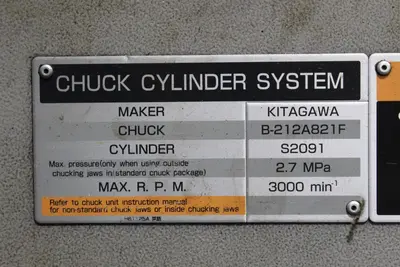 CHUCK CYLINDER SYSTEM
MAKER KITAGAWA
CHUCK B-212A821F
CYLINDER S2091
Max. pressure(only when using outside
chucking jaws in standard chuck package) 2.7 MPa
MAX. R. P. M. 3000 min⁻¹
Refer to chuck unit instruction manual
for non-standard chuck jaws or inside chucking jaws